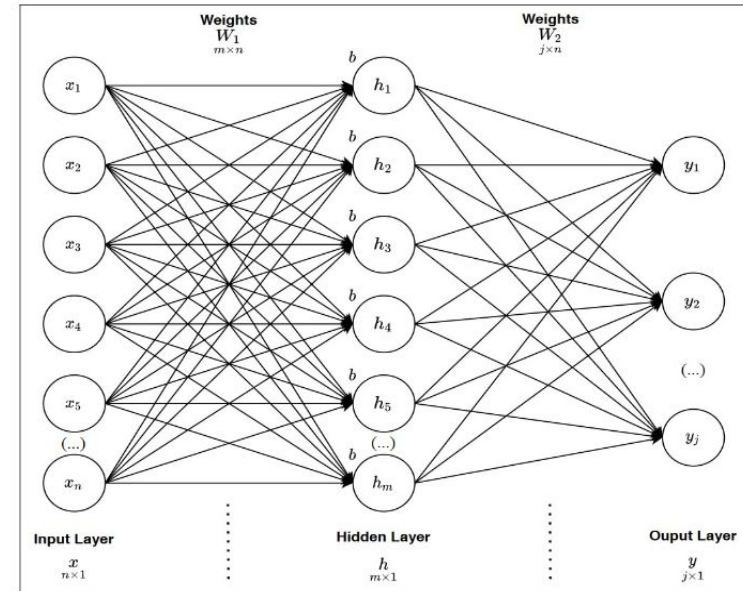 Weights Weights
W₁ W₂
m×n j×n
b
x₁ h₁
b
x₂ h₂ y₁
b
x₃ h₃
b
y₂
x₄ h₄
(...)
b
x₅ h₅
y_j
(...) (...)
b
xₙ hₘ
Input Layer Hidden Layer Ouput Layer
x h y
n×1 m×1 j×1